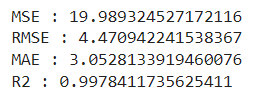 MSE : 19.989324527172116
RMSE : 4.470942241538367
MAE : 3.0528133919460076
R2 : 0.9978411735625411